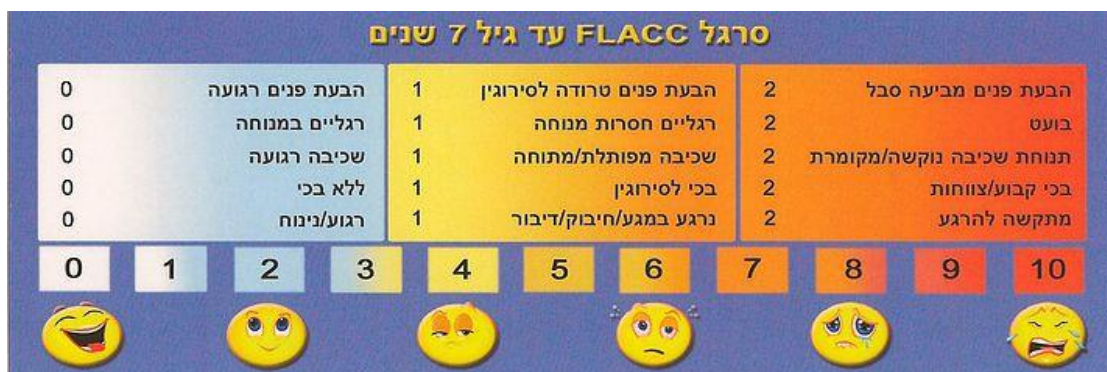 סרגל FLACC עד גיל 7 שנים
הבעת פנים מביעה סבל 2
בועט 2
תנוחת שכיבה נוקשה/מקומרת 2
בכי קבוע/צווחות 2
מתקשה להרגע 2
הבעת פנים טרודה לסירוגין 1
רגליים חסרות מנוחה 1
שכיבה מפותלת/מתוחה 1
בכי לסירוגין 1
נרגע במגע/חיבוק/דיבור 1
הבעת פנים רגועה 0
רגליים במנוחה 0
שכיבה רגועה 0
ללא בכי 0
רגוע/נינוח 0
0 1 2 3 4 5 6 7 8 9 10